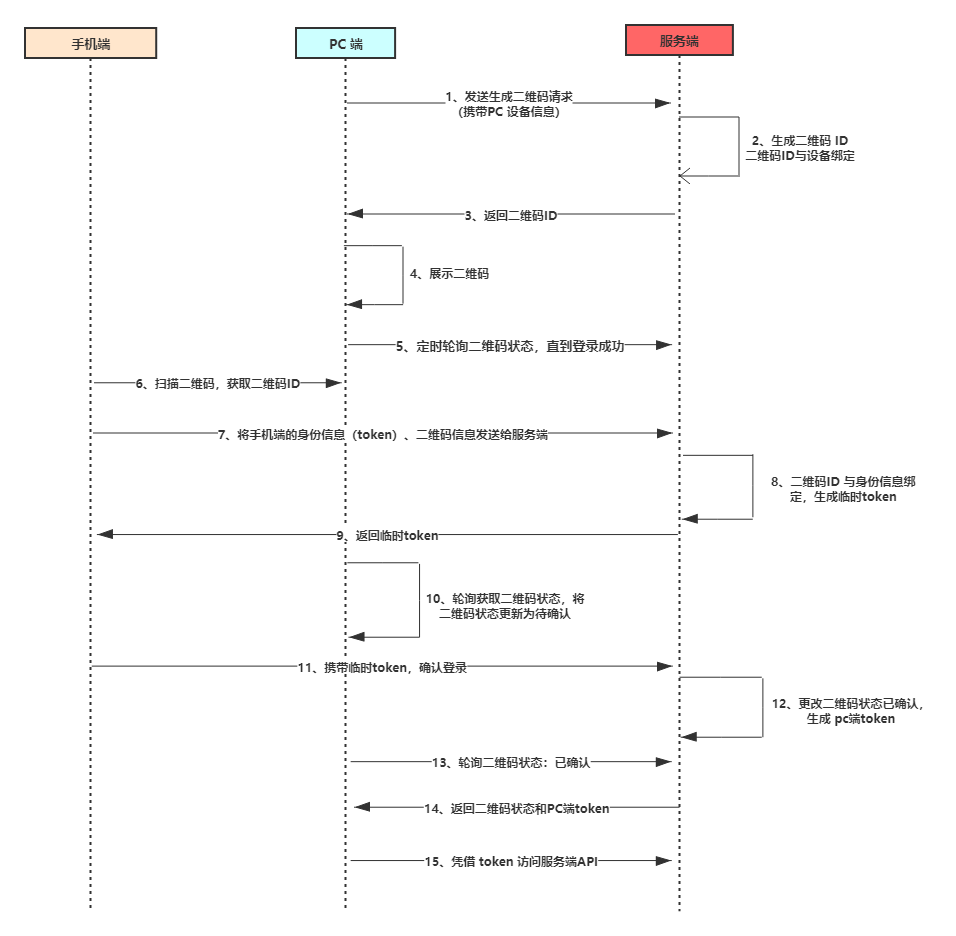 手机端
PC 端
服务端
1、发送生成二维码请求
(携带PC 设备信息)
2、生成二维码 ID
二维码ID与设备绑定
3、返回二维码ID
4、展示二维码
5、定时轮询二维码状态，直到登录成功
6、扫描二维码，获取二维码ID
7、将手机端的身份信息（token）、二维码信息发送给服务端
8、二维码ID 与身份信息绑
定，生成临时token
9、返回临时token
10、轮询获取二维码状态，将
二维码状态更新为待确认
11、携带临时token，确认登录
12、更改二维码状态已确认，
生成 pc端token
13、轮询二维码状态：已确认
14、返回二维码状态和PC端token
15、凭借 token 访问服务端API